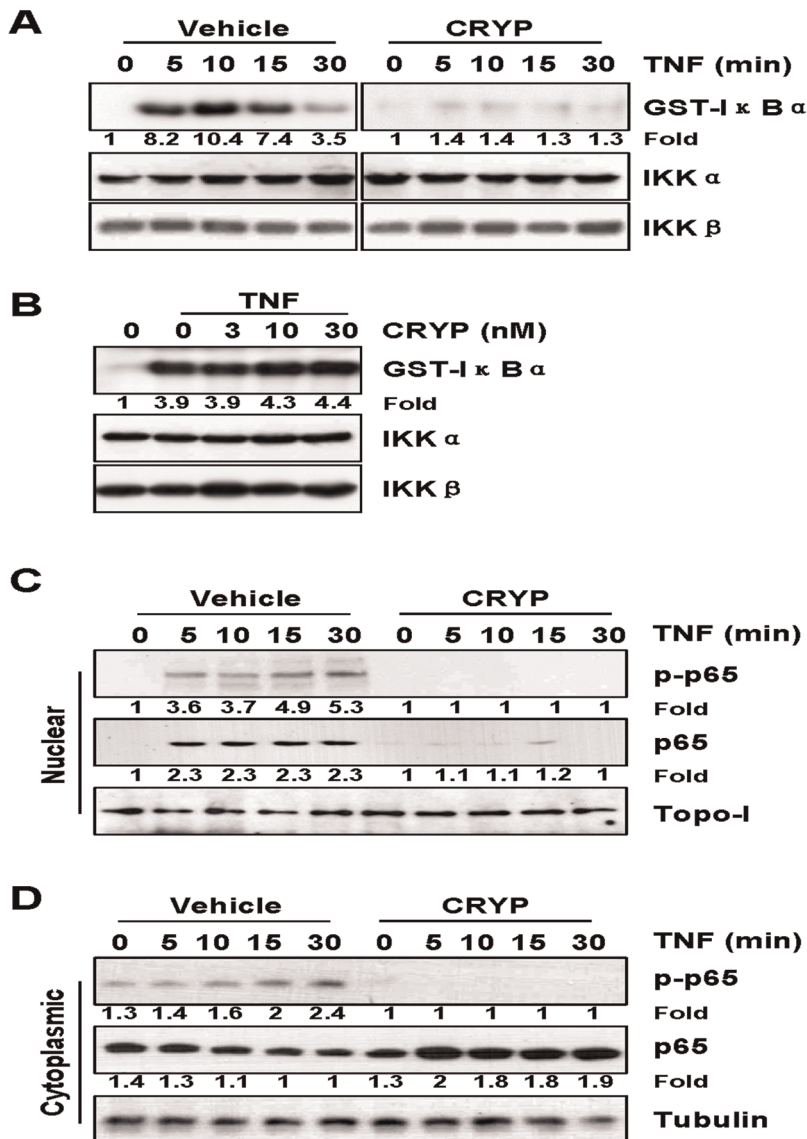 A
Vehicle CRYP
0 5 10 15 30 0 5 10 15 30 TNF (min)
GST-I κ B α
1 8.2 10.4 7.4 3.5 1 1.4 1.4 1.3 1.3 Fold
IKK α
IKK β
B
TNF
0 0 3 10 30 CRYP (nM)
GST-I κ B α
1 3.9 3.9 4.3 4.4 Fold
IKK α
IKK β
C
Vehicle CRYP
0 5 10 15 30 0 5 10 15 30 TNF (min)
Nuclear
p-p65
1 3.6 3.7 4.9 5.3 1 1 1 1 1 Fold
p65
1 2.3 2.3 2.3 2.3 1 1.1 1.1 1.2 1 Fold
Topo-I
D
Vehicle CRYP
0 5 10 15 30 0 5 10 15 30 TNF (min)
Cytoplasmic
p-p65
1.3 1.4 1.6 2 2.4 1 1 1 1 1 Fold
p65
1.4 1.3 1.1 1 1 1.3 2 1.8 1.8 1.9 Fold
Tubulin